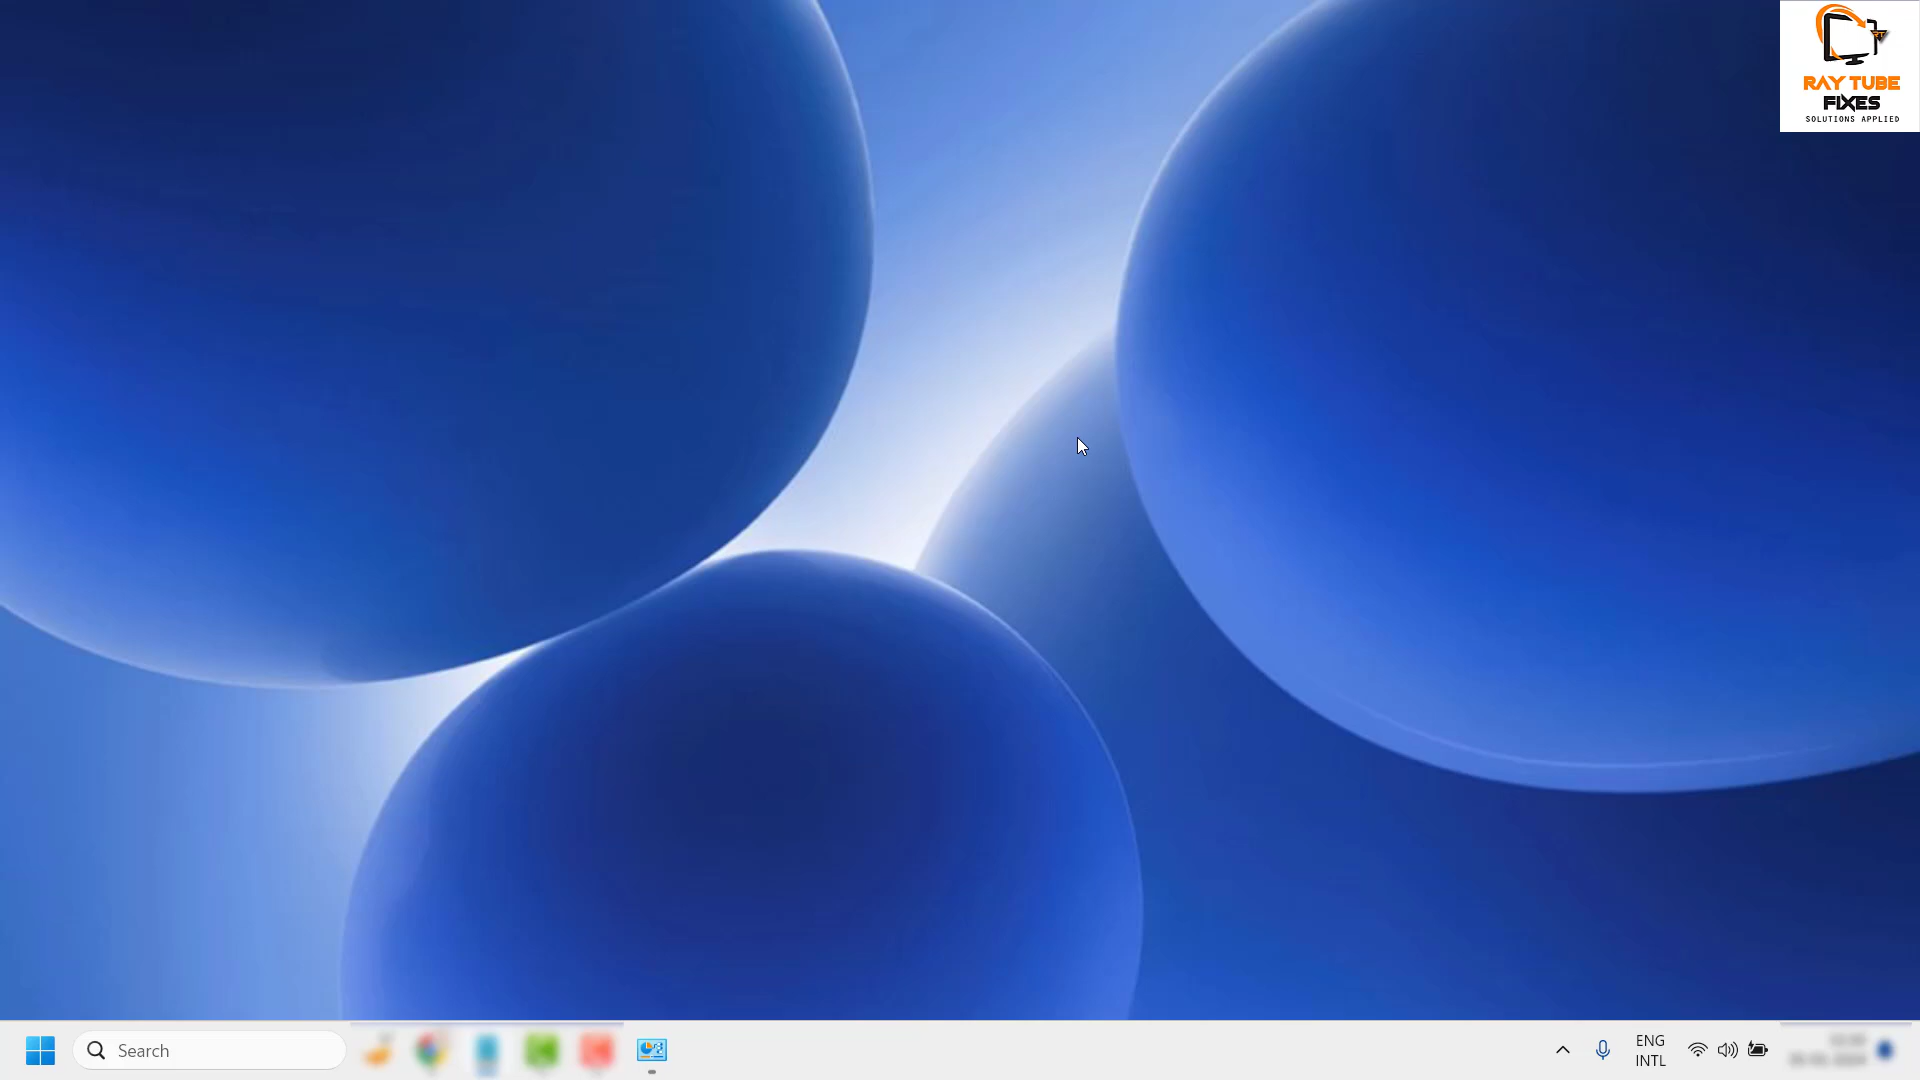 RAY TUBE
FIXES
SOLUTIONS APPLIED
Search
ENG
INTL